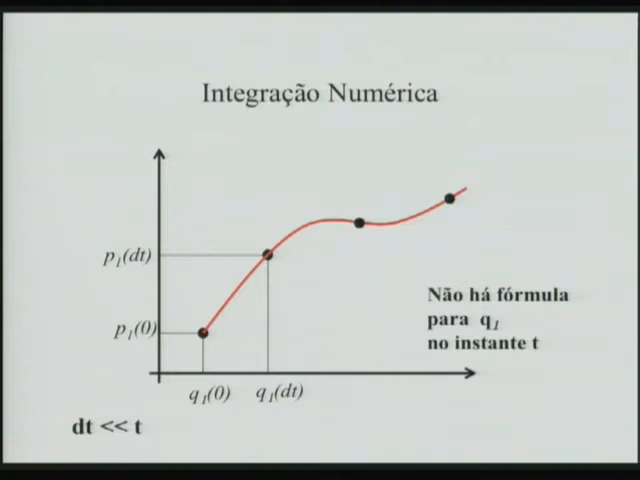 Integração Numérica
p₁(dt)
p₁(0)
q₁(0) q₁(dt)
Não há fórmula
para q₁
no instante t
dt << t